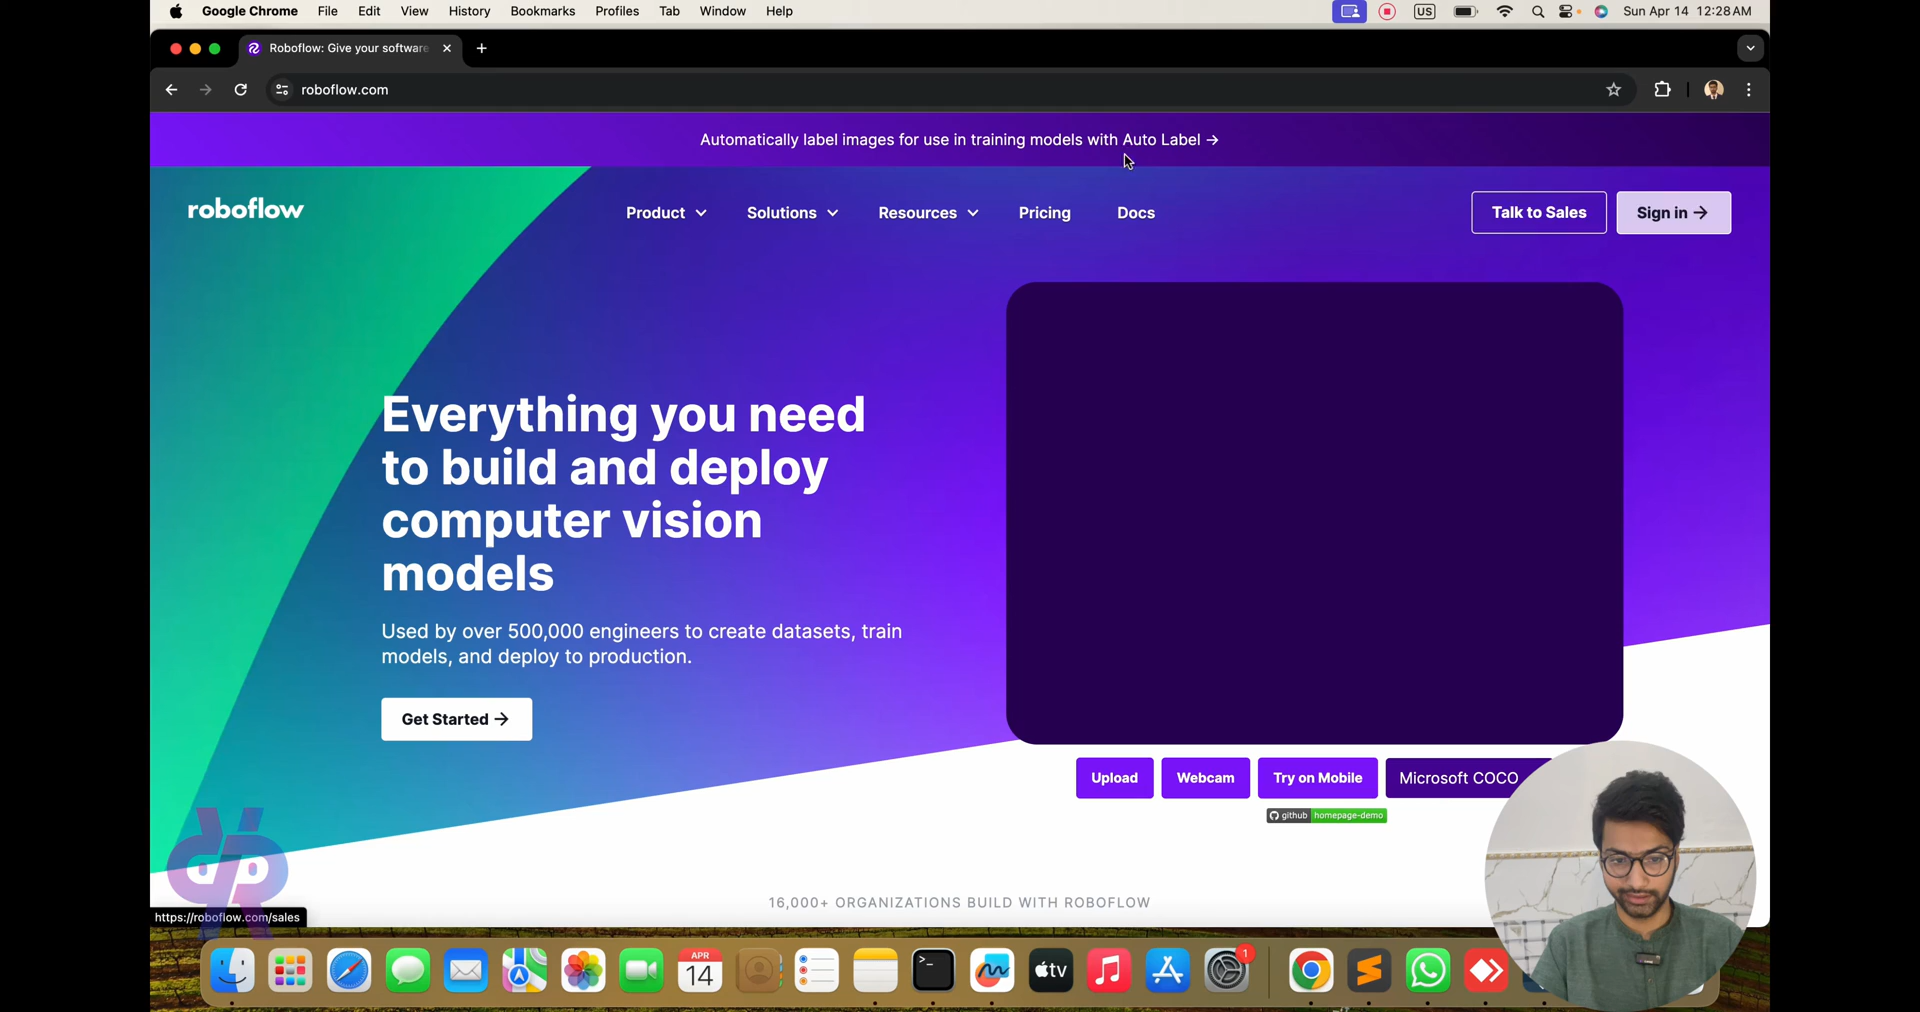 Google Chrome File Edit View History Bookmarks Profiles Tab Window Help US Sun Apr 14 12:28 AM
Roboflow: Give your software
roboflow.com
Automatically label images for use in training models with Auto Label →
roboflow Product Solutions Resources Pricing Docs Talk to Sales Sign in →
Everything you need
to build and deploy
computer vision
models
Used by over 500,000 engineers to create datasets, train
models, and deploy to production.
Get Started →
Upload Webcam Try on Mobile Microsoft COCO
github homepage-demo
16,000+ ORGANIZATIONS BUILD WITH ROBOFLOW
https://roboflow.com/sales
APR
14
>_
tv
1